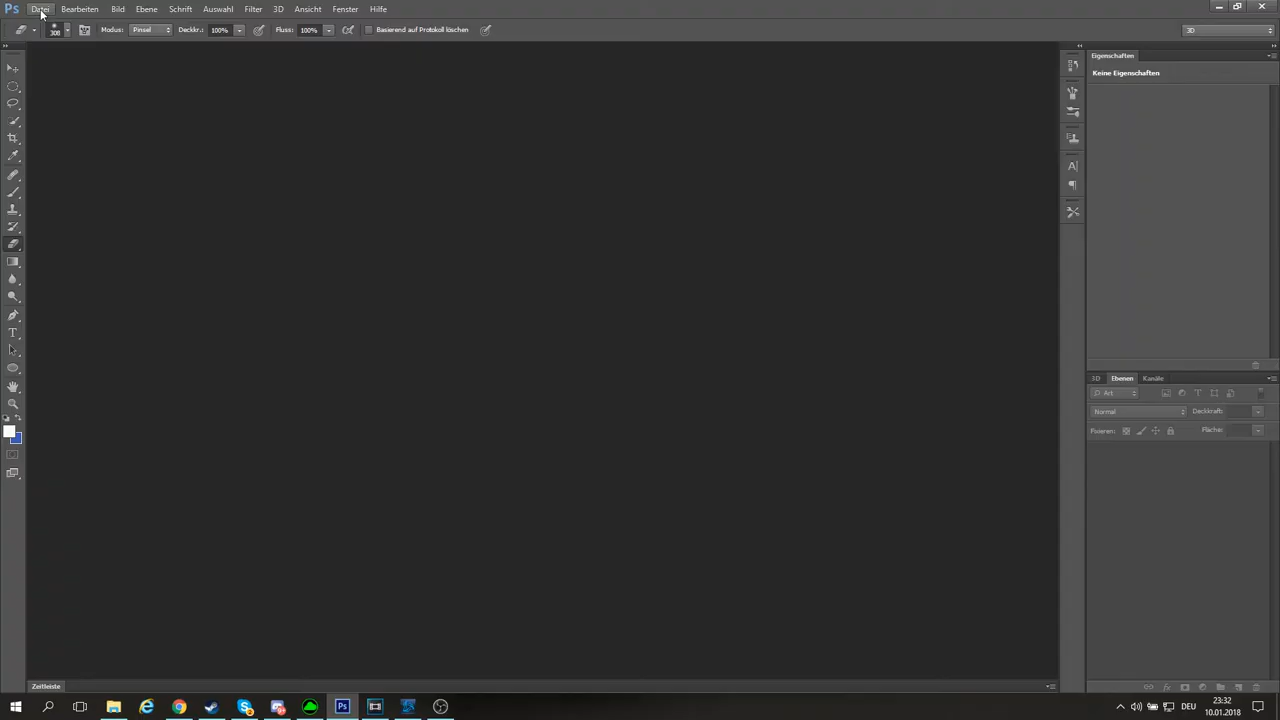 Ps Datei Bearbeiten Bild Ebene Schrift Auswahl Filter 3D Ansicht Fenster Hilfe
308 Modus: Pinsel Deckkr.: 100% Fluss: 100% Basierend auf Protokoll löschen 3D
Eigenschaften
Keine Eigenschaften
3D Ebenen Kanäle
Art
Normal Deckkraft:
Fixieren: Fläche:
Zeitleiste
DEU 23:32
10.01.2018